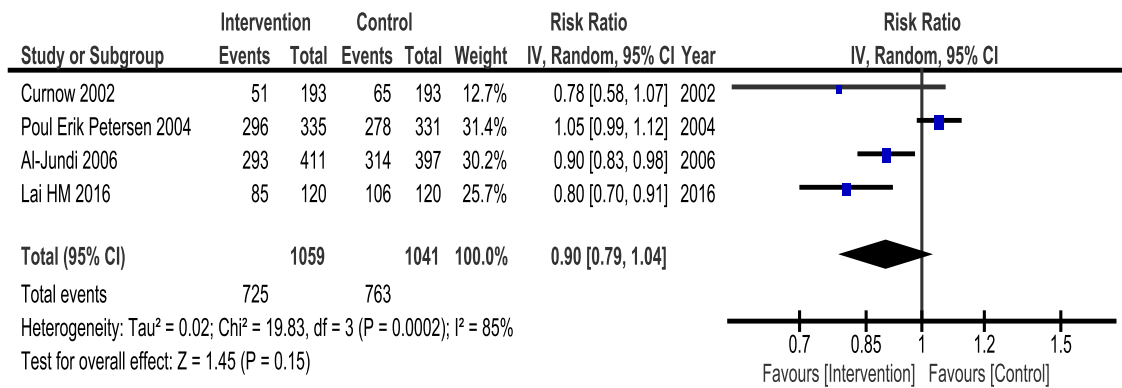 Intervention Control Risk Ratio Risk Ratio
Study or Subgroup Events Total Events Total Weight IV, Random, 95% CI Year IV, Random, 95% CI
Curnow 2002 51 193 65 193 12.7% 0.78 [0.58, 1.07] 2002
Poul Erik Petersen 2004 296 335 278 331 31.4% 1.05 [0.99, 1.12] 2004
Al-Jundi 2006 293 411 314 397 30.2% 0.90 [0.83, 0.98] 2006
Lai HM 2016 85 120 106 120 25.7% 0.80 [0.70, 0.91] 2016
Total (95% CI) 1059 1041 100.0% 0.90 [0.79, 1.04]
Total events 725 763
Heterogeneity: Tau² = 0.02; Chi² = 19.83, df = 3 (P = 0.0002); I² = 85%
Test for overall effect: Z = 1.45 (P = 0.15)
0.7 0.85 1 1.2 1.5
Favours [Intervention] Favours [Control]